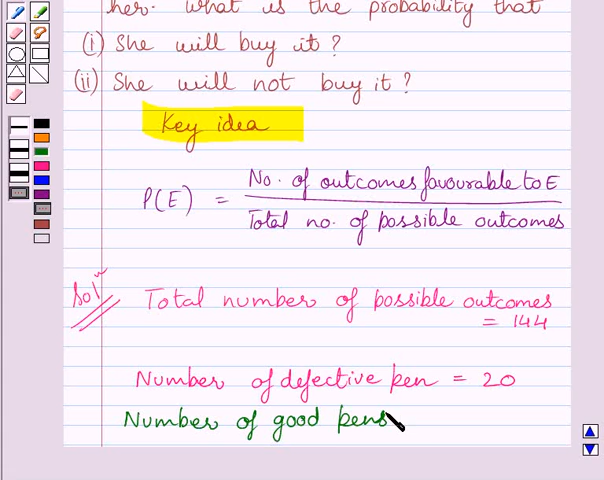 her. What is the probability that
(i) She will buy it?
(ii) She will not buy it?
Key idea
P(E) = No. of outcomes favourable to E
Total no. of possible outcomes
Solⁿ Total number of possible outcomes
= 144
Number of defective pen = 20
Number of good pens